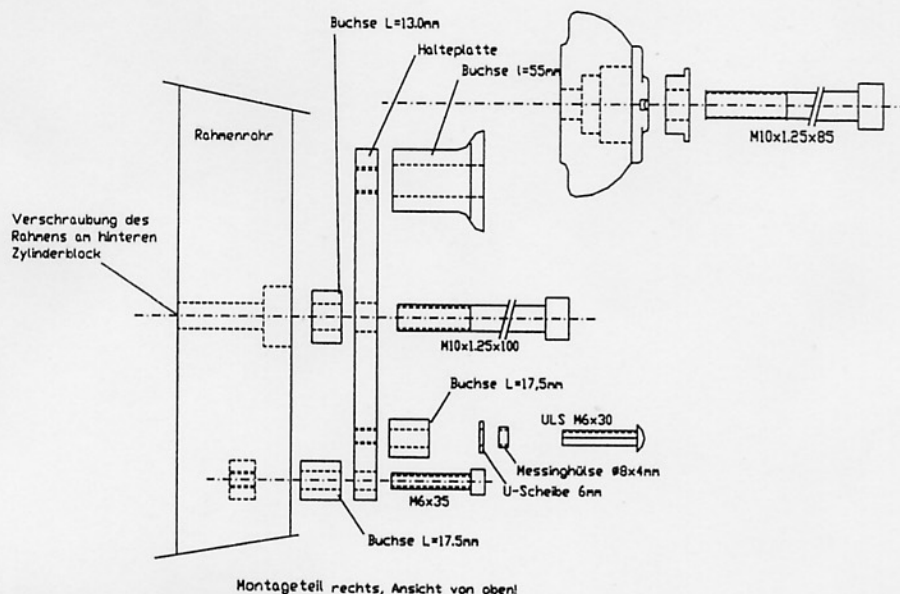 Buchse L=13.0mm
Halteplatte
Buchse l=55mm
Rahmenrohr
M10x1.25x85
Verschraubung des
Rahmens am hinteren
Zylinderblock
M10x1.25x100
Buchse L=17,5mm
ULS M6x30
Messinghülse ø8x4mm
U-Scheibe 6mm
M6x35
Buchse L=17.5mm
Montageteil rechts, Ansicht von oben!